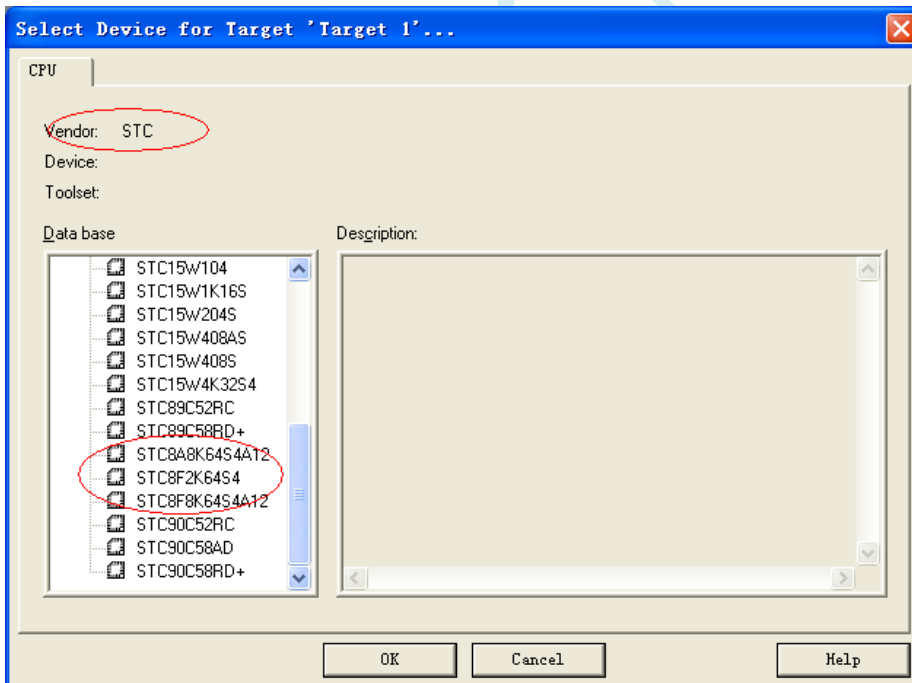 Select Device for Target 'Target 1'...
CPU
Vendor: STC
Device:
Toolset:
Data base
Description:
STC15W104
STC15W1K16S
STC15W204S
STC15W408AS
STC15W408S
STC15W4K32S4
STC89C52RC
STC89C58RD+
STC8A8K64S4A12
STC8F2K64S4
STC8F8K64S4A12
STC90C52RC
STC90C58AD
STC90C58RD+
OK
Cancel
Help